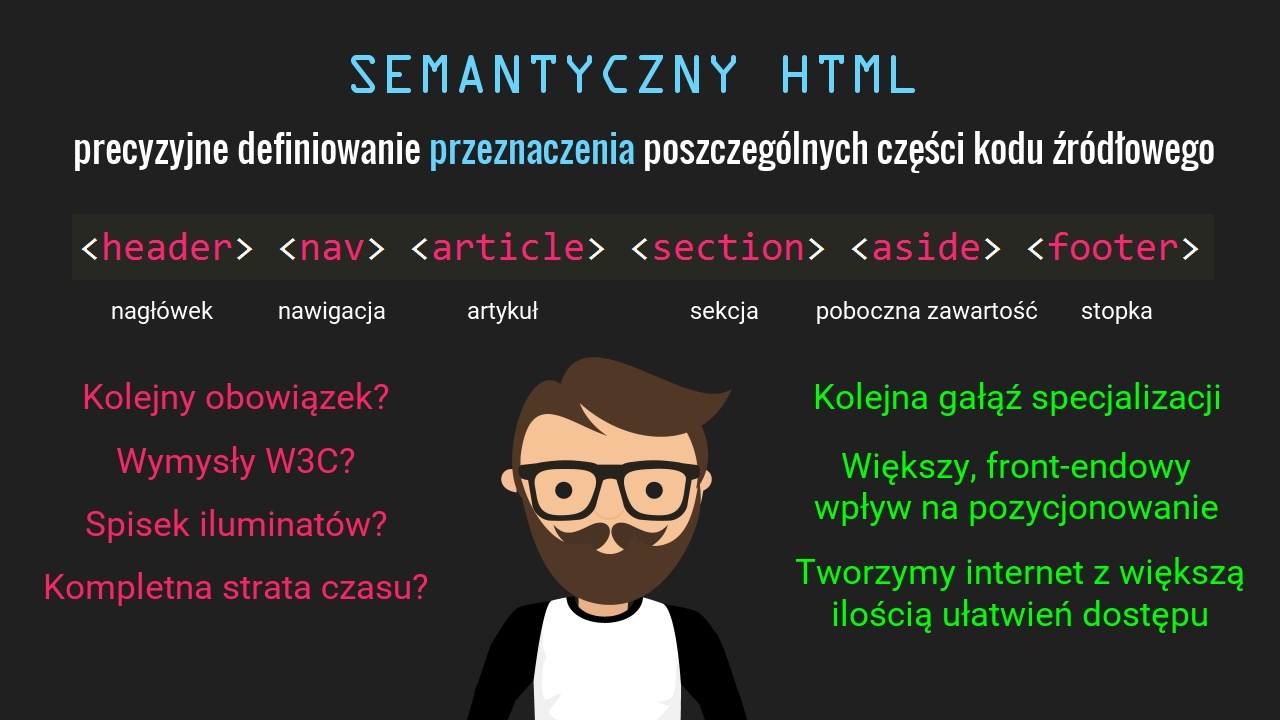 SEMANTYCZNY HTML
precyzyjne definiowanie przeznaczenia poszczególnych części kodu źródłowego
<header> <nav> <article> <section> <aside> <footer>
nagłówek nawigacja artykuł sekcja poboczna zawartość stopka
Kolejny obowiązek?
Wymysły W3C?
Spisek iluminatów?
Kompletna strata czasu?
Kolejna gałąź specjalizacji
Większy, front-endowy
wpływ na pozycjonowanie
Tworzymy internet z większą
ilością ułatwień dostępu